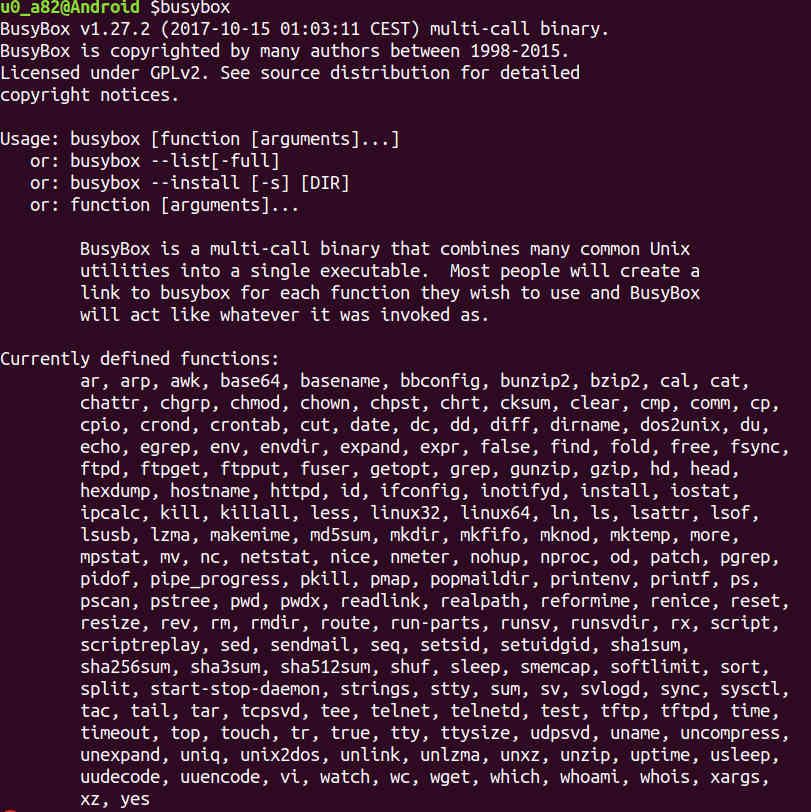 u0_a82@Android $busybox
BusyBox v1.27.2 (2017-10-15 01:03:11 CEST) multi-call binary.
BusyBox is copyrighted by many authors between 1998-2015.
Licensed under GPLv2. See source distribution for detailed
copyright notices.
Usage: busybox [function [arguments]...]
or: busybox --list[-full]
or: busybox --install [-s] [DIR]
or: function [arguments]...
BusyBox is a multi-call binary that combines many common Unix
utilities into a single executable.  Most people will create a
link to busybox for each function they wish to use and BusyBox
will act like whatever it was invoked as.
Currently defined functions:
ar, arp, awk, base64, basename, bbconfig, bunzip2, bzip2, cal, cat,
chattr, chgrp, chmod, chown, chpst, chrt, cksum, clear, cmp, comm, cp,
cpio, crond, crontab, cut, date, dc, dd, diff, dirname, dos2unix, du,
echo, egrep, env, envdir, expand, expr, false, find, fold, free, fsync,
ftpd, ftpget, ftpput, fuser, getopt, grep, gunzip, gzip, hd, head,
hexdump, hostname, httpd, id, ifconfig, inotifyd, install, iostat,
ipcalc, kill, killall, less, linux32, linux64, ln, ls, lsattr, lsof,
lsusb, lzma, makemime, md5sum, mkdir, mkfifo, mknod, mktemp, more,
mpstat, mv, nc, netstat, nice, nmeter, nohup, nproc, od, patch, pgrep,
pidof, pipe_progress, pkill, pmap, popmaildir, printenv, printf, ps,
pscan, pstree, pwd, pwdx, readlink, realpath, reformime, renice, reset,
resize, rev, rm, rmdir, route, run-parts, runsv, runsvdir, rx, script,
scriptreplay, sed, sendmail, seq, setsid, setuidgid, sha1sum,
sha256sum, sha3sum, sha512sum, shuf, sleep, smemcap, softlimit, sort,
split, start-stop-daemon, strings, stty, sum, sv, svlogd, sync, sysctl,
tac, tail, tar, tcpsvd, tee, telnet, telnetd, test, tftp, tftpd, time,
timeout, top, touch, tr, true, tty, ttysize, udpsvd, uname, uncompress,
unexpand, uniq, unix2dos, unlink, unlzma, unxz, unzip, uptime, usleep,
uudecode, uuencode, vi, watch, wc, wget, which, whoami, whois, xargs,
xz, yes